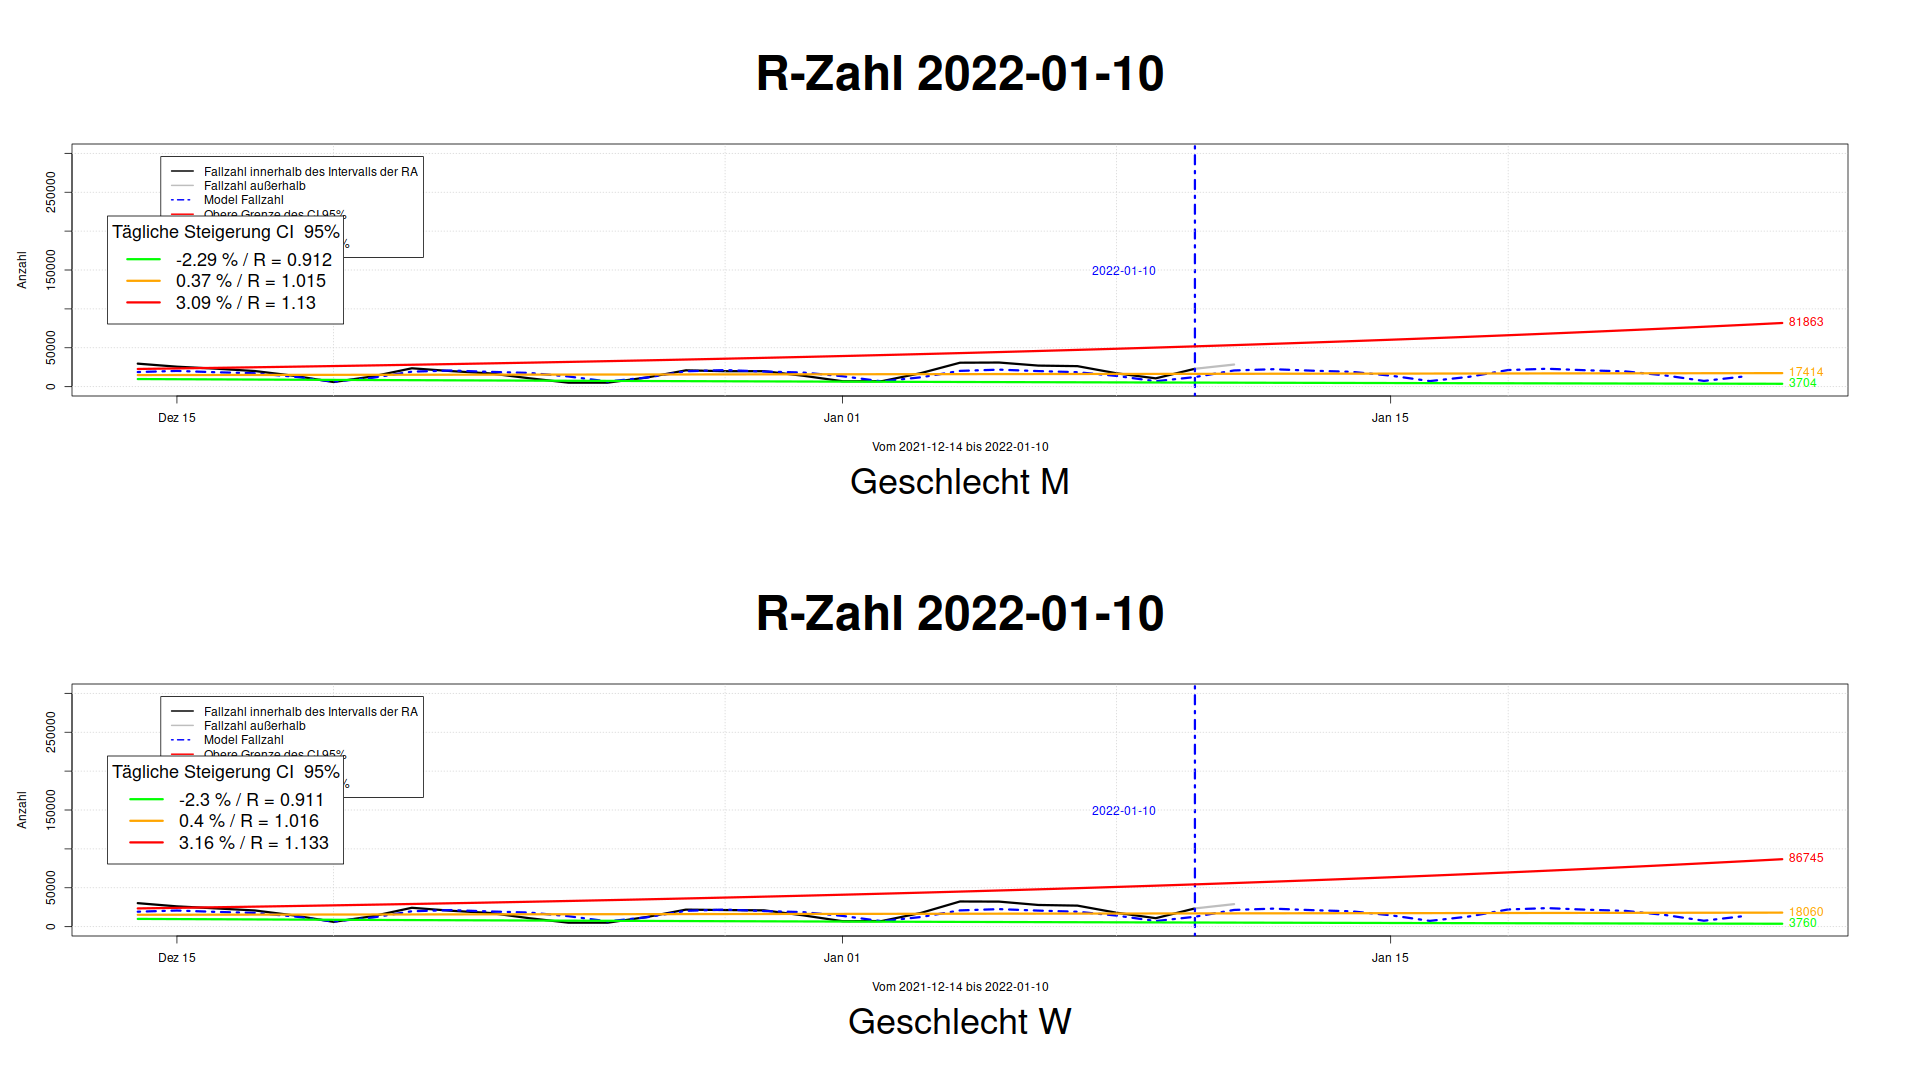 R-Zahl 2022-01-10
Fallzahl innerhalb des Intervalls der RA
Fallzahl außerhalb
Model Fallzahl
Obere Grenze des CI 95%
%
Tägliche Steigerung CI 95%
-2.29 % / R = 0.912
0.37 % / R = 1.015
3.09 % / R = 1.13
Anzahl
0
50000
150000
250000
2022-01-10
81863
17414
3704
Dez 15
Jan 01
Jan 15
Vom 2021-12-14 bis 2022-01-10
Geschlecht M
R-Zahl 2022-01-10
Fallzahl innerhalb des Intervalls der RA
Fallzahl außerhalb
Model Fallzahl
Obere Grenze des CI 95%
%
Tägliche Steigerung CI 95%
-2.3 % / R = 0.911
0.4 % / R = 1.016
3.16 % / R = 1.133
Anzahl
0
50000
150000
250000
2022-01-10
86745
18060
3760
Dez 15
Jan 01
Jan 15
Vom 2021-12-14 bis 2022-01-10
Geschlecht W